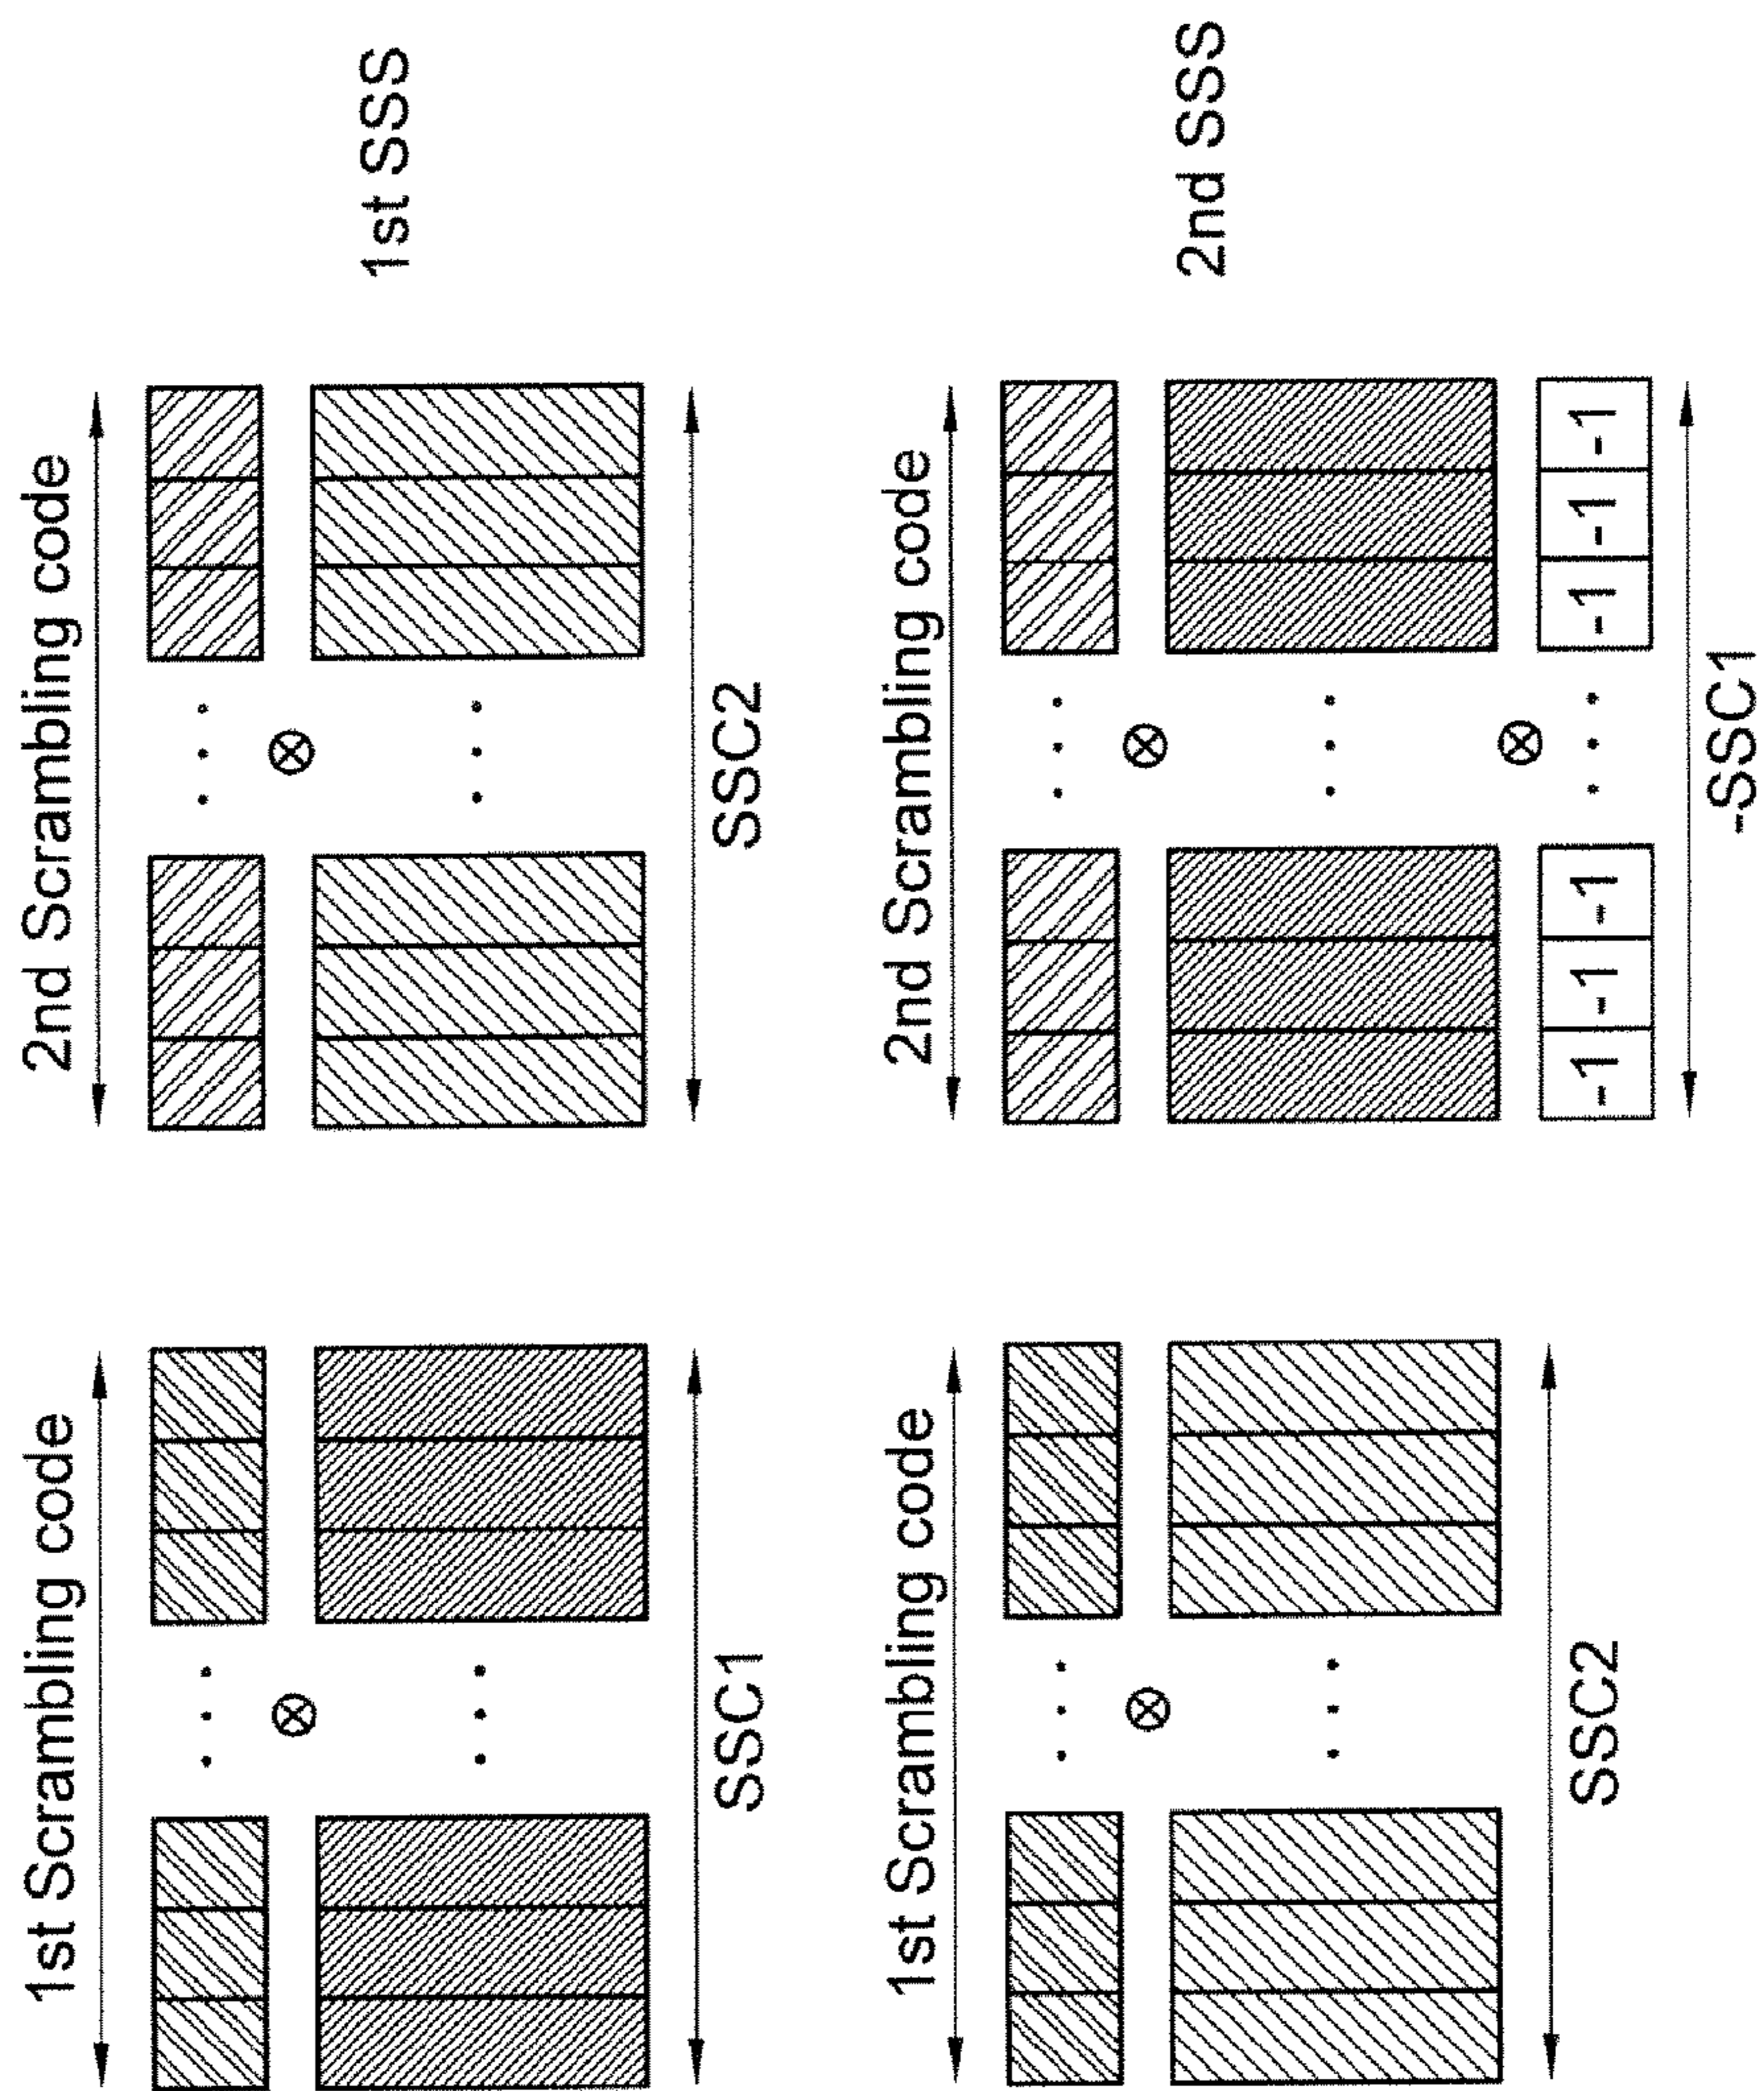 1st Scrambling code 2nd Scrambling code
1st SSS
SSC1 SSC2
1st Scrambling code 2nd Scrambling code
2nd SSS
-1 -1 -1 -1 -1 -1
SSC2 -SSC1